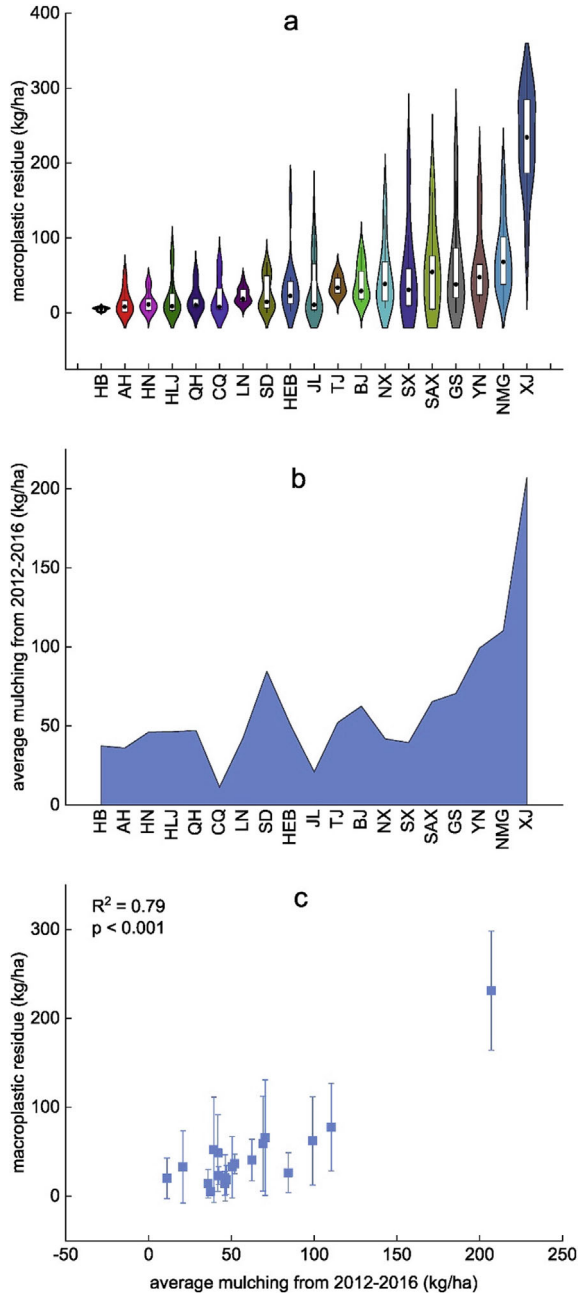 a
macroplastic residue (kg/ha)
400
300
200
100
0
HB AH HN HLJ QH CQ LN SD HEB JL TJ BJ NX SX SAX GS YN NMG XJ
b
average mulching from 2012-2016 (kg/ha)
200
150
100
50
0
HB AH HN HLJ QH CQ LN SD HEB JL TJ BJ NX SX SAX GS YN NMG XJ
c
R² = 0.79
p < 0.001
macroplastic residue (kg/ha)
300
200
100
0
-50 0 50 100 150 200 250
average mulching from 2012-2016 (kg/ha)